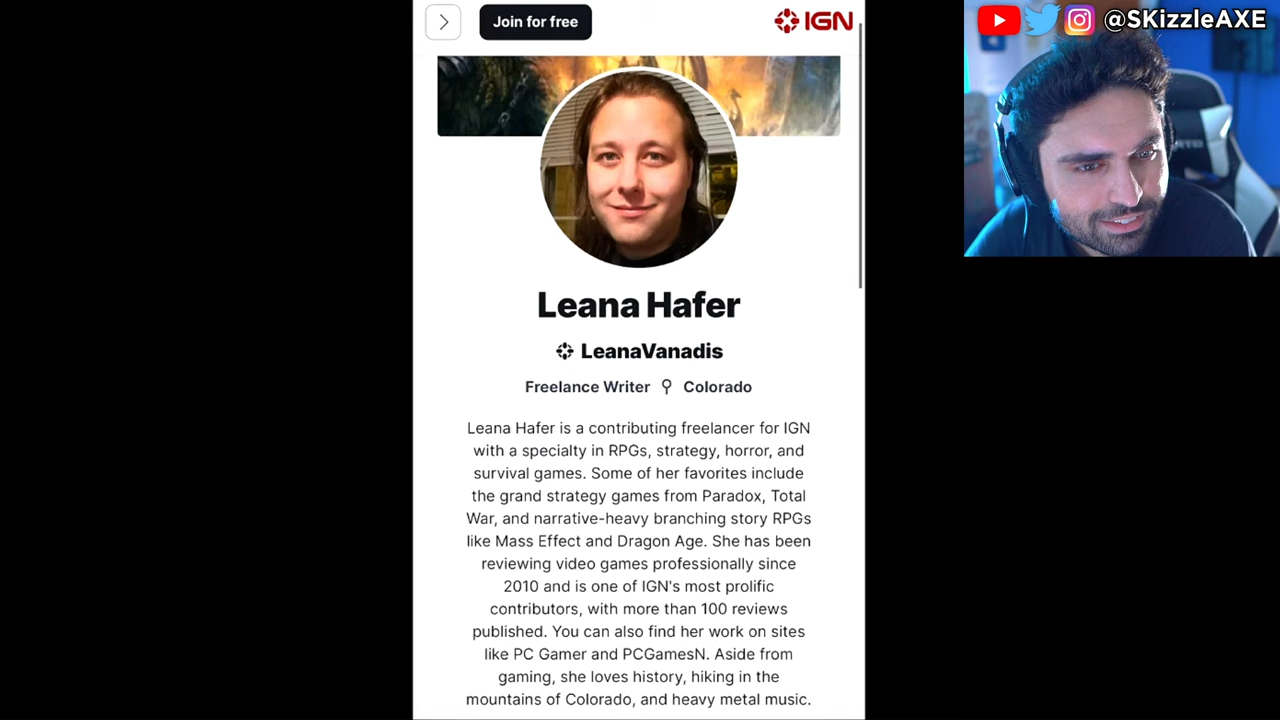 Join for free
IGN
@SKizzleAXE
Leana Hafer
LeanaVanadis
Freelance Writer Colorado
Leana Hafer is a contributing freelancer for IGN
with a specialty in RPGs, strategy, horror, and
survival games. Some of her favorites include
the grand strategy games from Paradox, Total
War, and narrative-heavy branching story RPGs
like Mass Effect and Dragon Age. She has been
reviewing video games professionally since
2010 and is one of IGN's most prolific
contributors, with more than 100 reviews
published. You can also find her work on sites
like PC Gamer and PCGamesN. Aside from
gaming, she loves history, hiking in the
mountains of Colorado, and heavy metal music.